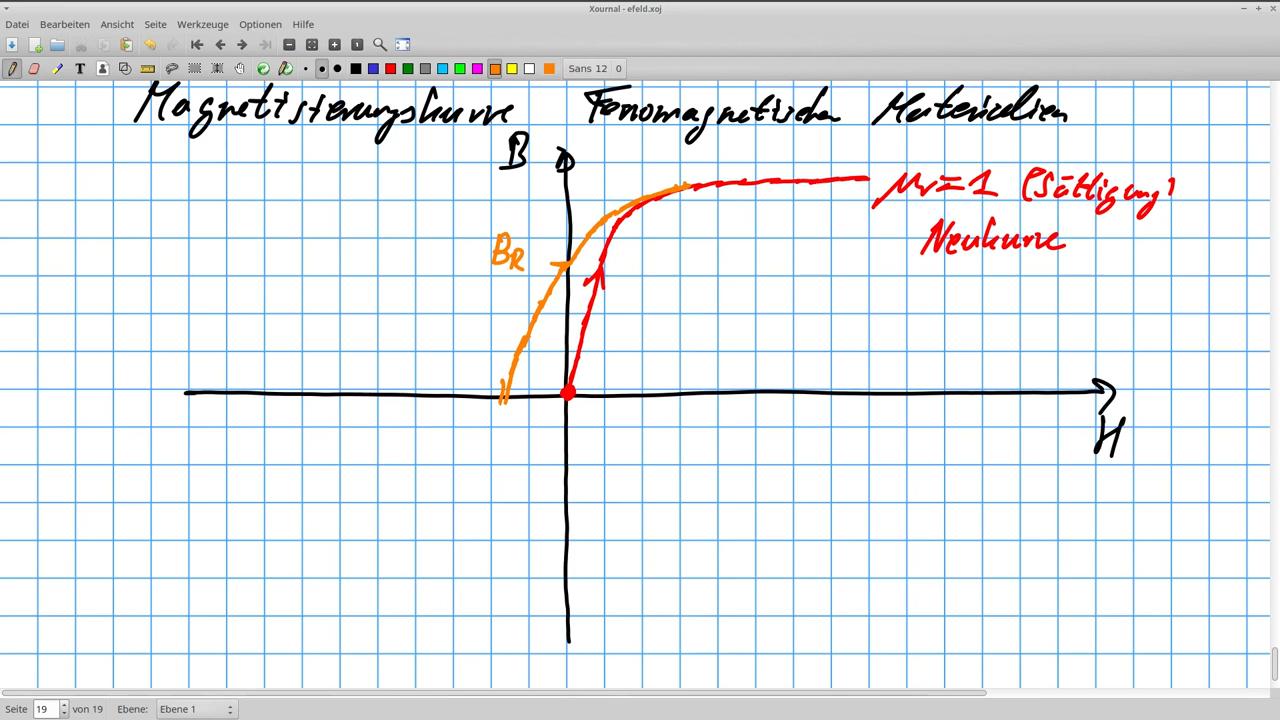 Xournal - efeld.xoj
Datei Bearbeiten Ansicht Seite Werkzeuge Optionen Hilfe
Sans 12 0
Magnetisierungskurve Ferromagnetischer Materialien
B
μr=1 (Sättigung)
Neukurve
BR
H
Seite 19 von 19 Ebene: Ebene 1